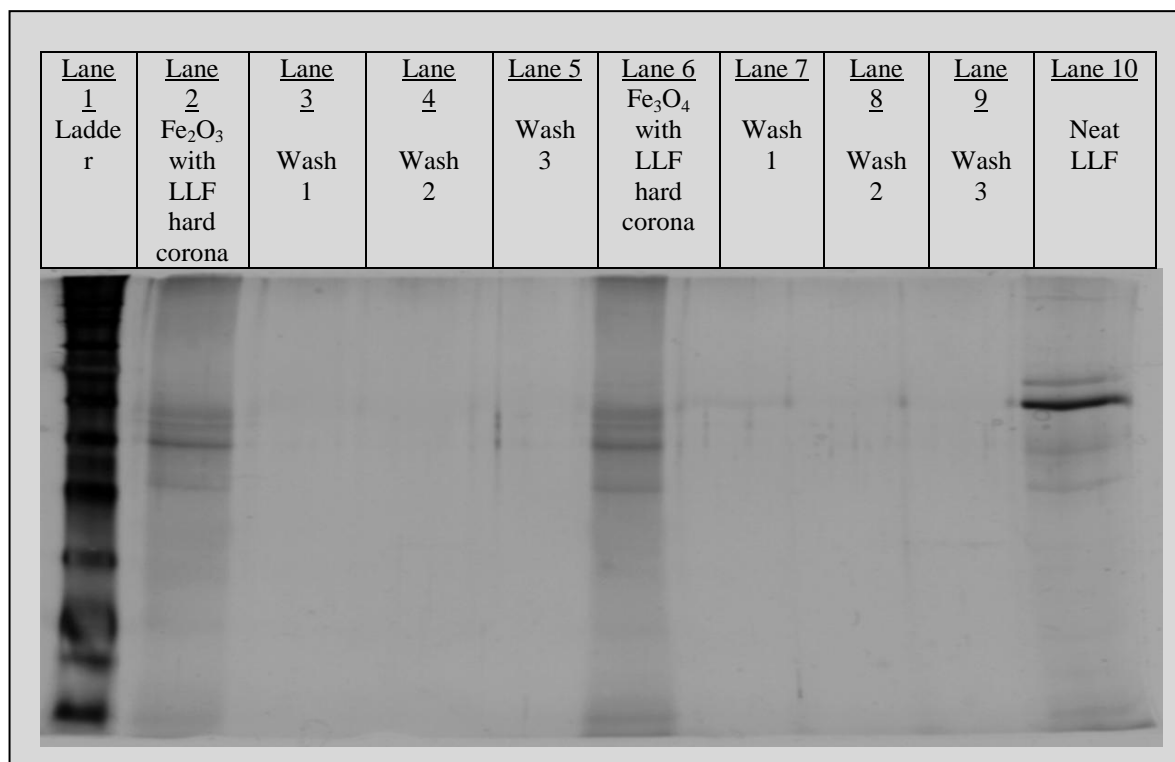 Lane
1
Ladde
r
Lane
2
Fe₂O₃
with
LLF
hard
corona
Lane
3
Wash
1
Lane
4
Wash
2
Lane 5
Wash
3
Lane 6
Fe₃O₄
with
LLF
hard
corona
Lane 7
Wash
1
Lane
8
Wash
2
Lane
9
Wash
3
Lane 10
Neat
LLF